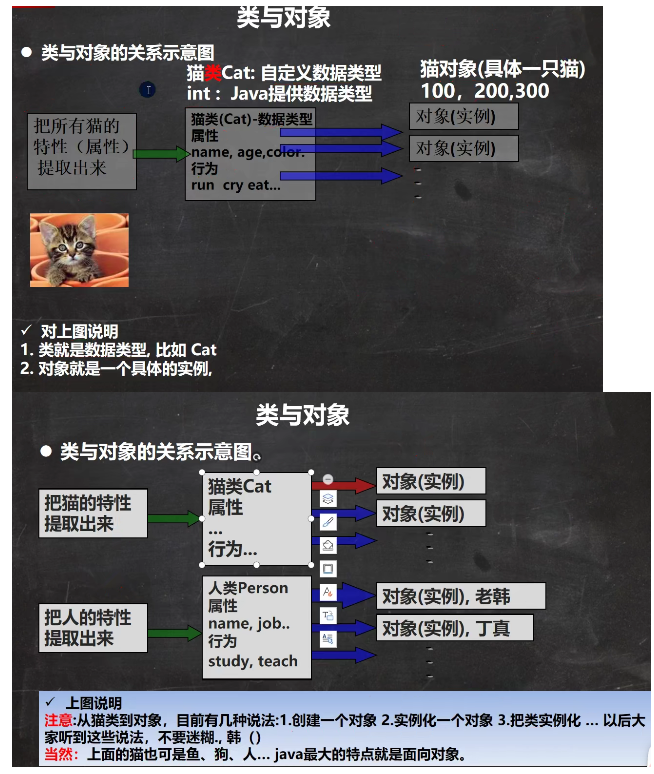 类与对象
● 类与对象的关系示意图
猫类Cat: 自定义数据类型
int : Java提供数据类型
猫对象(具体一只猫)
100，200,300
把所有猫的
特性（属性）
提取出来
猫类(Cat)-数据类型
属性
name, age,color.
行为
run cry eat...
对象(实例)
对象(实例)
✓ 对上图说明
1. 类就是数据类型, 比如 Cat
2. 对象就是一个具体的实例,
类与对象
● 类与对象的关系示意图。
把猫的特性
提取出来
猫类Cat
属性
...
行为...
对象(实例)
对象(实例)
把人的特性
提取出来
人类Person
属性
name, job..
行为
study, teach
对象(实例), 老韩
对象(实例), 丁真
✓ 上图说明
注意:从猫类到对象，目前有几种说法:1.创建一个对象 2.实例化一个对象 3.把类实例化 ... 以后大
家听到这些说法，不要迷糊., 韩（）
当然：上面的猫也可是鱼、狗、人... java最大的特点就是面向对象。